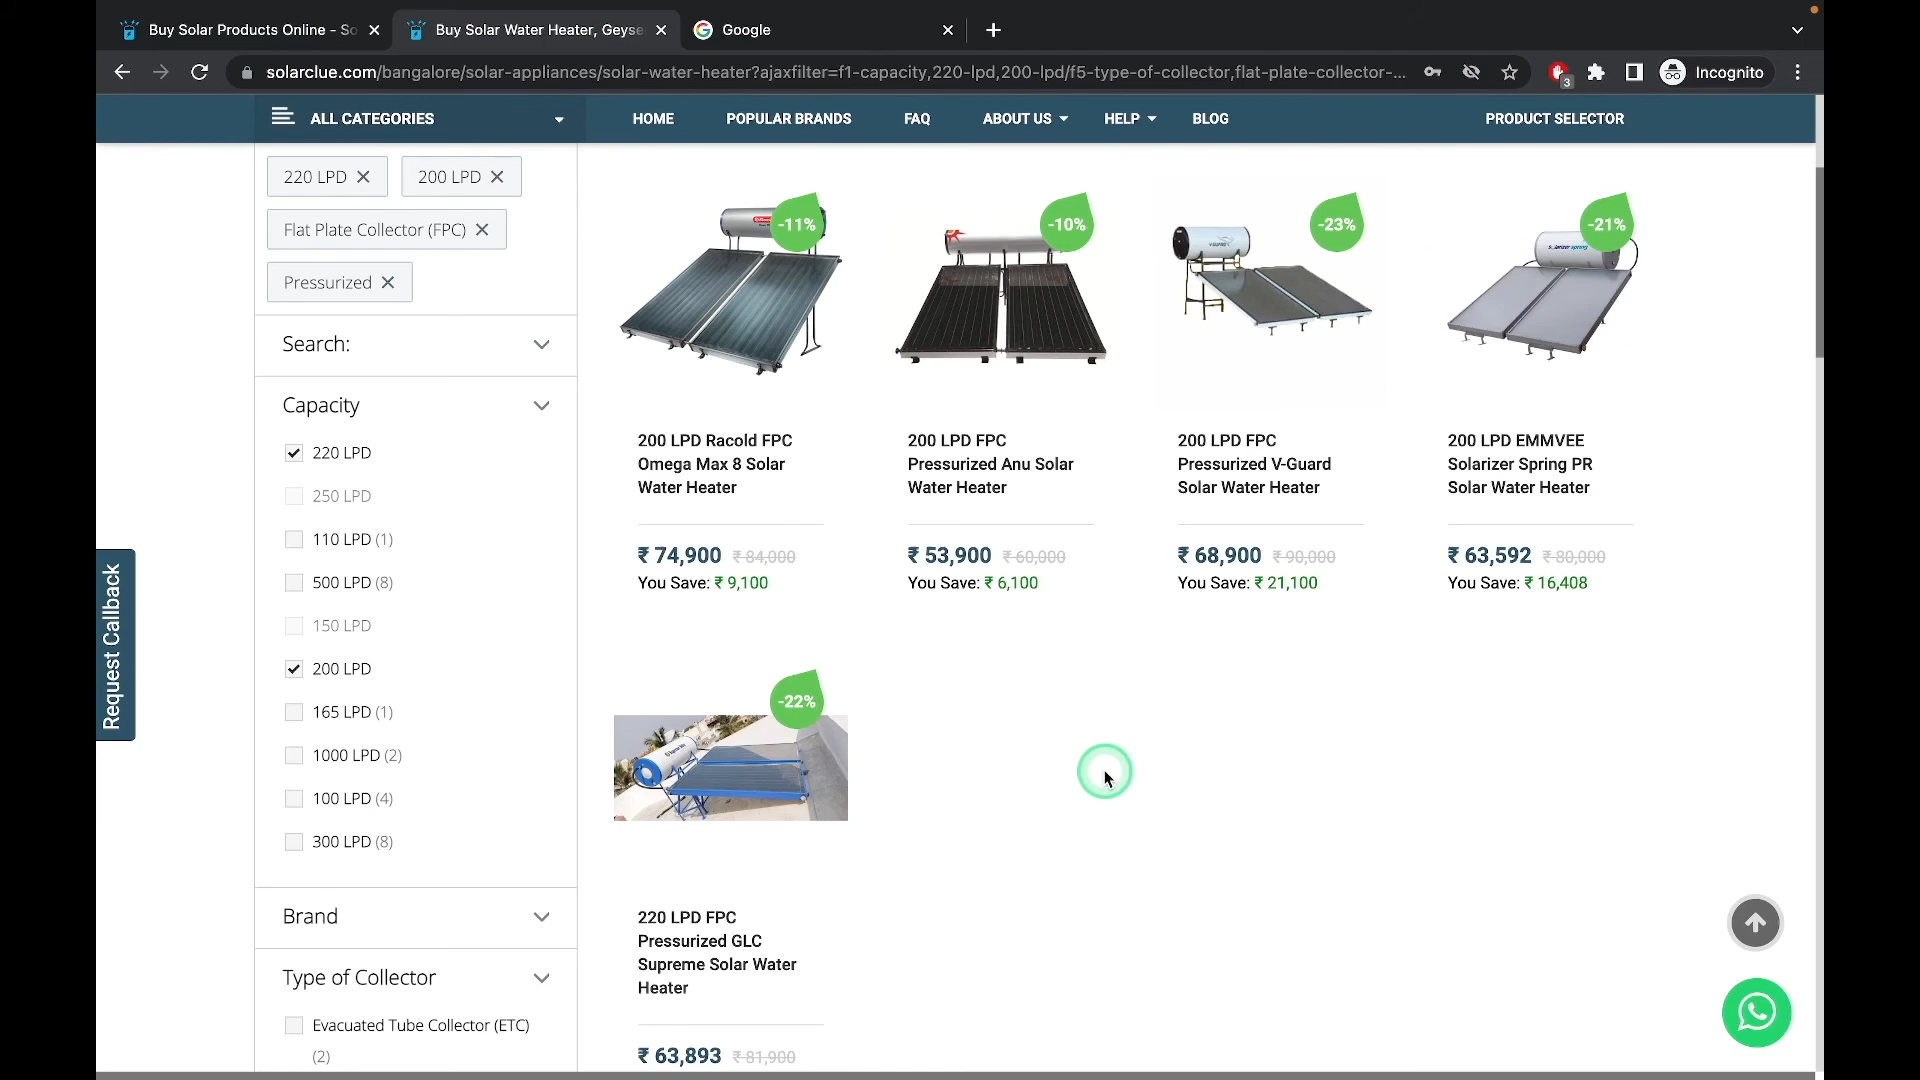 Buy Solar Products Online - So
Buy Solar Water Heater, Geyse
Google
solarclue.com/bangalore/solar-appliances/solar-water-heater?ajaxfilter=f1-capacity,220-lpd,200-lpd/f5-type-of-collector,flat-plate-collector-...
3
Incognito
ALL CATEGORIES
HOME
POPULAR BRANDS
FAQ
ABOUT US
HELP
BLOG
PRODUCT SELECTOR
220 LPD
200 LPD
Flat Plate Collector (FPC)
Pressurized
Search:
Capacity
220 LPD
250 LPD
110 LPD (1)
500 LPD (8)
150 LPD
200 LPD
165 LPD (1)
1000 LPD (2)
100 LPD (4)
300 LPD (8)
Brand
Type of Collector
Evacuated Tube Collector (ETC)
(2)
Request Callback
-11%
200 LPD Racold FPC
Omega Max 8 Solar
Water Heater
₹ 74,900 ₹ 84,000
You Save: ₹ 9,100
-10%
200 LPD FPC
Pressurized Anu Solar
Water Heater
₹ 53,900 ₹ 60,000
You Save: ₹ 6,100
V-GUARD
-23%
200 LPD FPC
Pressurized V-Guard
Solar Water Heater
₹ 68,900 ₹ 90,000
You Save: ₹ 21,100
-21%
200 LPD EMMVEE
Solarizer Spring PR
Solar Water Heater
₹ 63,592 ₹ 80,000
You Save: ₹ 16,408
-22%
220 LPD FPC
Pressurized GLC
Supreme Solar Water
Heater
₹ 63,893 ₹ 81,900